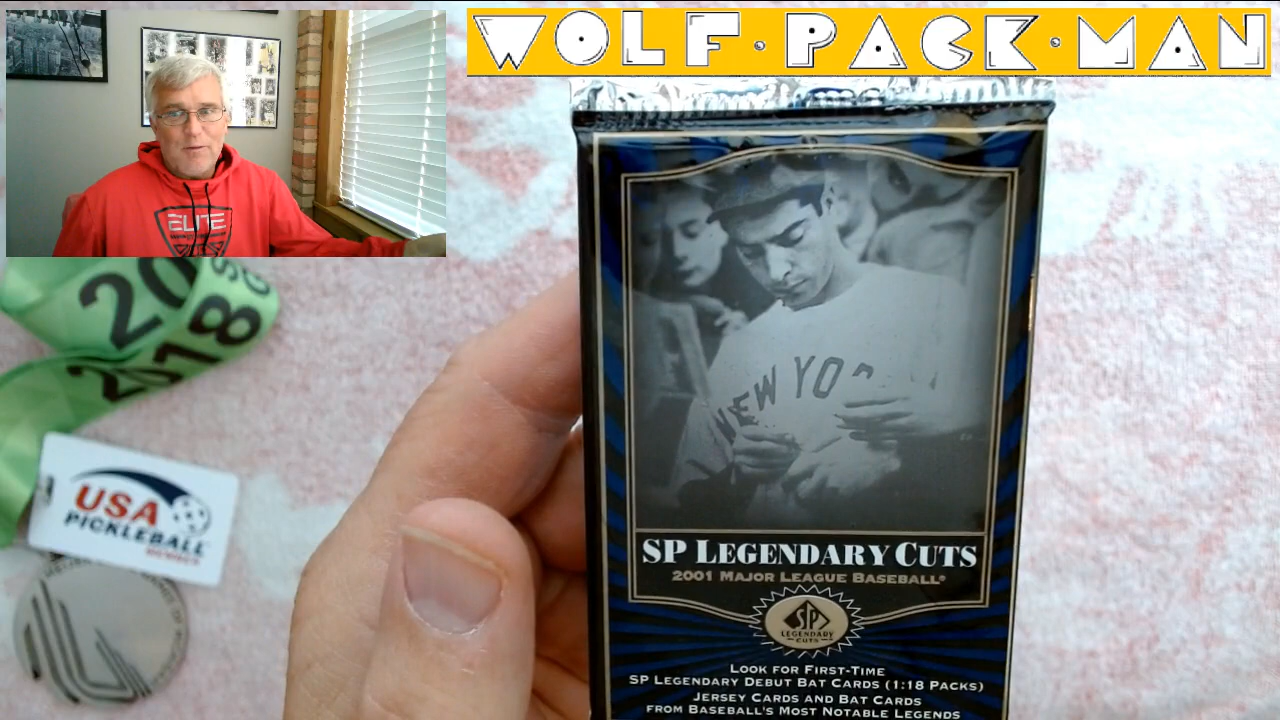 WOLF·PACK·MAN
ELITE
20
2018
USA
PICKLEBALL
MEMBER
NEW YO
SP LEGENDARY CUTS
2001 MAJOR LEAGUE BASEBALL®
SP
LEGENDARY
CUTS
LOOK FOR FIRST-TIME
SP LEGENDARY DEBUT BAT CARDS (1:18 PACKS)
JERSEY CARDS AND BAT CARDS
FROM BASEBALL'S MOST NOTABLE LEGENDS